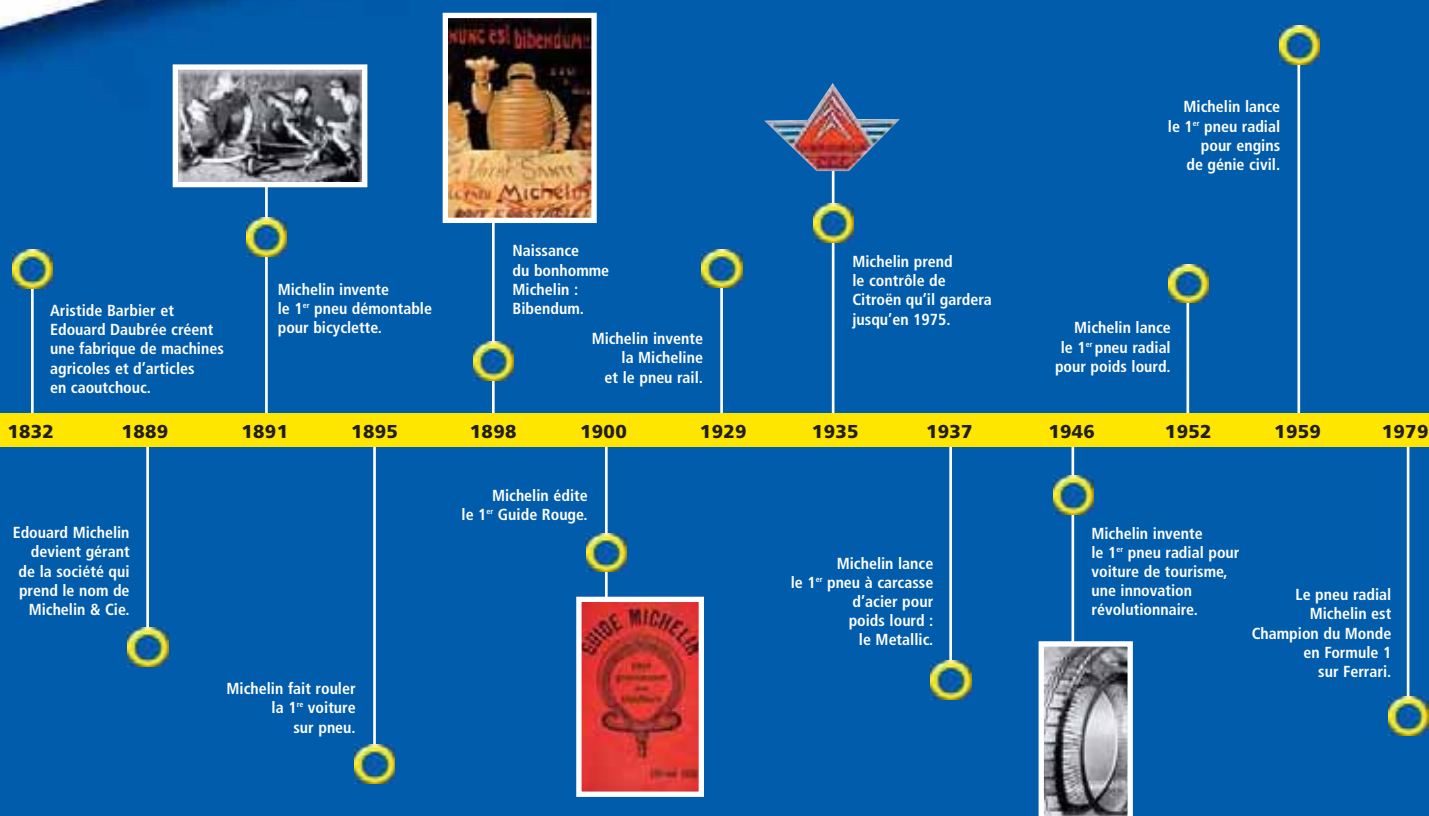 NUNC est bibendum!
Michelin
Michelin lance
le 1er pneu radial
pour engins
de génie civil.
Naissance
du bonhomme
Michelin :
Bibendum.
Michelin prend
le contrôle de
Citroën qu'il gardera
jusqu'en 1975.
Michelin invente
le 1er pneu démontable
pour bicyclette.
Aristide Barbier et
Edouard Daubrée créent
une fabrique de machines
agricoles et d'articles
en caoutchouc.
Michelin invente
la Micheline
et le pneu rail.
Michelin lance
le 1er pneu radial
pour poids lourd.
1832 1889 1891 1895 1898 1900 1929 1935 1937 1946 1952 1959 1979
Edouard Michelin
devient gérant
de la société qui
prend le nom de
Michelin & Cie.
Michelin fait rouler
la 1re voiture
sur pneu.
Michelin édite
le 1er Guide Rouge.
GUIDE MICHELIN
Michelin lance
le 1er pneu à carcasse
d'acier pour
poids lourd :
le Metallic.
Michelin invente
le 1er pneu radial pour
voiture de tourisme,
une innovation
révolutionnaire.
Le pneu radial
Michelin est
Champion du Monde
en Formule 1
sur Ferrari.